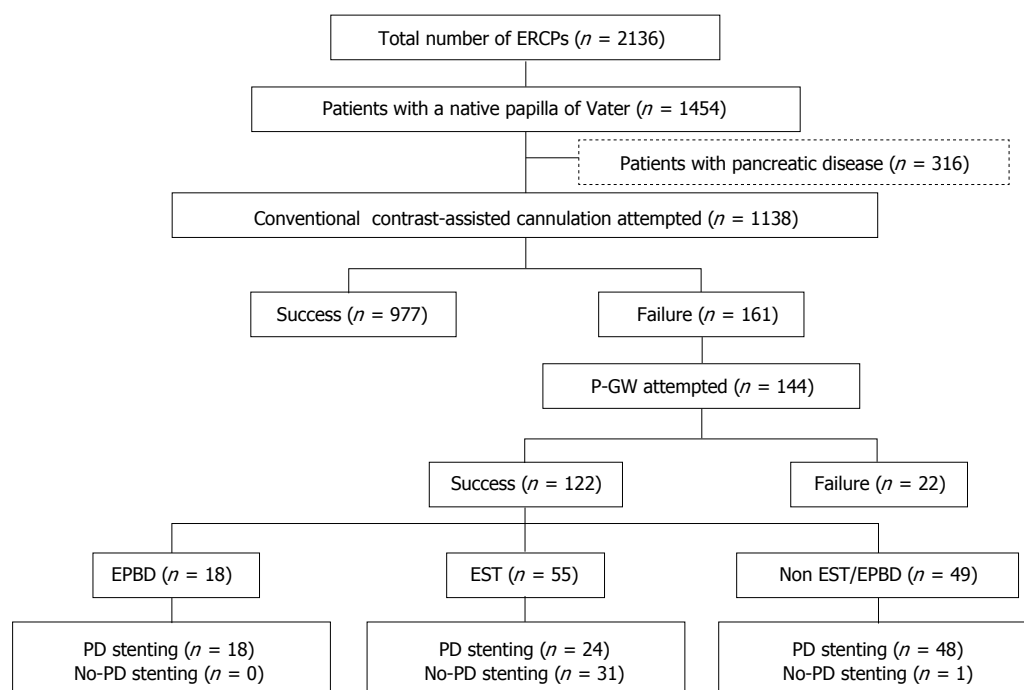 Total number of ERCPs (n = 2136)
Patients with a native papilla of Vater (n = 1454)
Patients with pancreatic disease (n = 316)
Conventional contrast-assisted cannulation attempted (n = 1138)
Success (n = 977)
Failure (n = 161)
P-GW attempted (n = 144)
Success (n = 122)
Failure (n = 22)
EPBD (n = 18)
EST (n = 55)
Non EST/EPBD (n = 49)
PD stenting (n = 18)
No-PD stenting (n = 0)
PD stenting (n = 24)
No-PD stenting (n = 31)
PD stenting (n = 48)
No-PD stenting (n = 1)